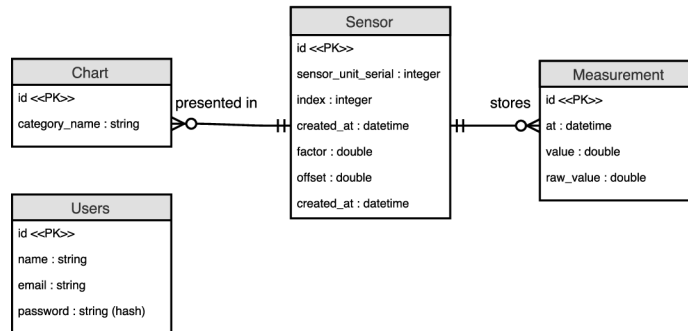 Chart
id <<PK>>
category_name : string
presented in
Sensor
id <<PK>>
sensor_unit_serial : integer
index : integer
created_at : datetime
factor : double
offset : double
created_at : datetime
stores
Measurement
id <<PK>>
at : datetime
value : double
raw_value : double
Users
id <<PK>>
name : string
email : string
password : string (hash)